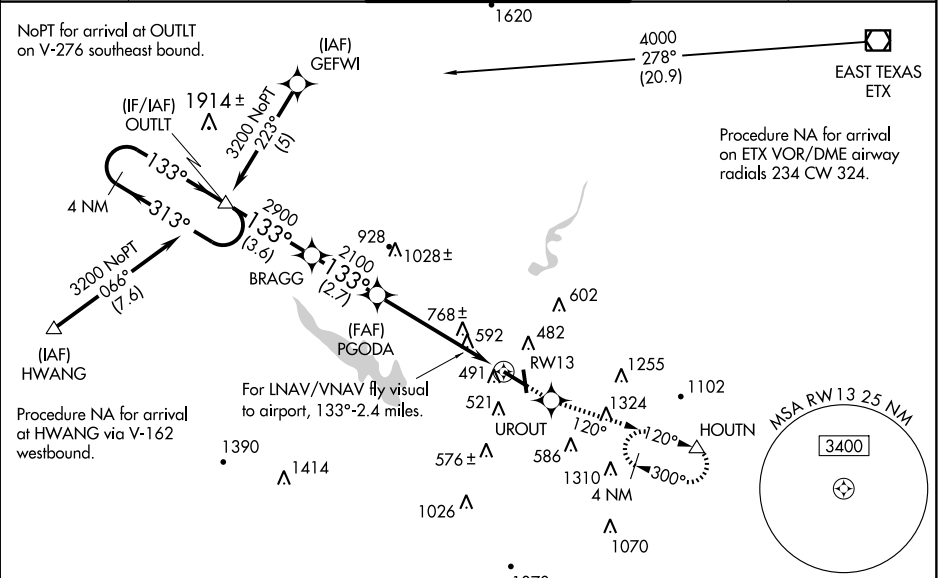 NoPT for arrival at OUTLT
on V-276 southeast bound.
1620
(IAF)
GEFWI
4000
278°
(20.9)
EAST TEXAS
ETX
(IF/IAF)
OUTLT
1914 ±
3200 NoPT
223°
(5)
Procedure NA for arrival
on ETX VOR/DME airway
radials 234 CW 324.
133°
4 NM
313°
2900
133°
(3.6)
BRAGG
928
1028 ±
2100
133°
(2.7)
3200 NoPT
066°
(7.6)
(IAF)
HWANG
(FAF)
PGODA
768 ±
592
602
482
RW13
491
1255
For LNAV/VNAV fly visual
to airport, 133°-2.4 miles.
521
1102
1324
MSA RW 13 25 NM
3400
Procedure NA for arrival
at HWANG via V-162
westbound.
UROUT
120°
120°
HOUTN
1390
1414
576 ±
586
1310
300°
4 NM
1026
1070